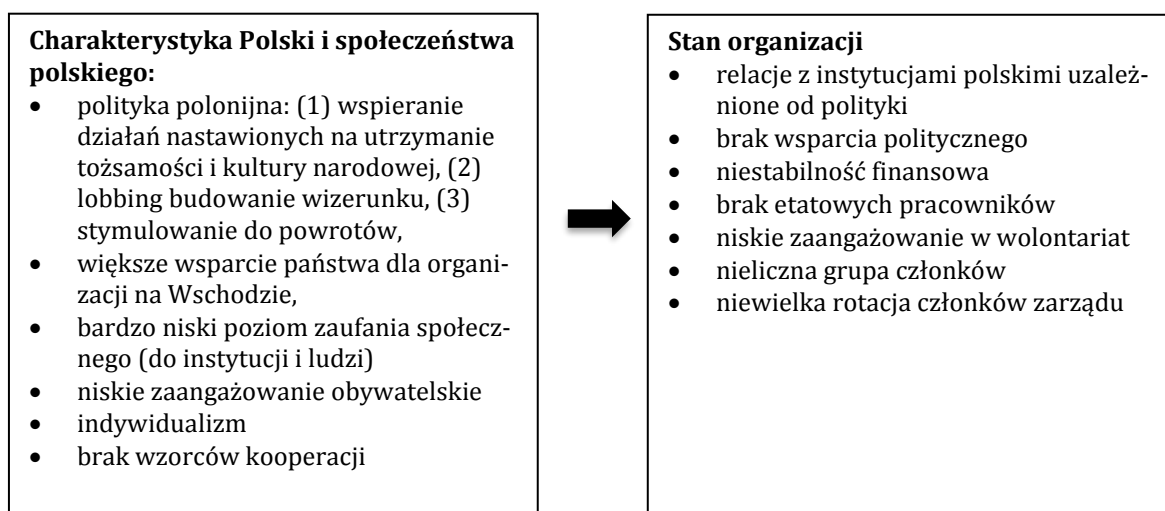 Charakterystyka Polski i społeczeństwa
polskiego:
• polityka polonijna: (1) wspieranie
działań nastawionych na utrzymanie
tożsamości i kultury narodowej, (2)
lobbing budowanie wizerunku, (3)
stymulowanie do powrotów,
• większe wsparcie państwa dla organi-
zacji na Wschodzie,
• bardzo niski poziom zaufania społecz-
nego (do instytucji i ludzi)
• niskie zaangażowanie obywatelskie
• indywidualizm
• brak wzorców kooperacji
Stan organizacji
• relacje z instytucjami polskimi uzależ-
nione od polityki
• brak wsparcia politycznego
• niestabilność finansowa
• brak etatowych pracowników
• niskie zaangażowanie w wolontariat
• nieliczna grupa członków
• niewielka rotacja członków zarządu